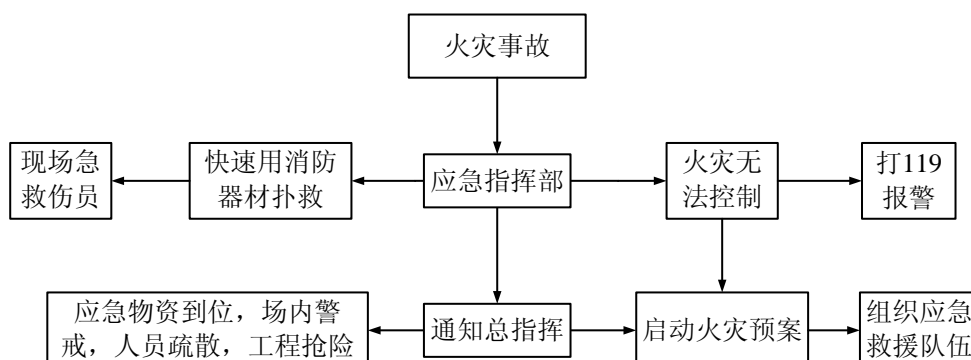 火灾事故
现场急
救伤员
快速用消防
器材扑救
应急指挥部
火灾无
法控制
打119
报警
应急物资到位，场内警
戒，人员疏散，工程抢险
通知总指挥
启动火灾预案
组织应急
救援队伍